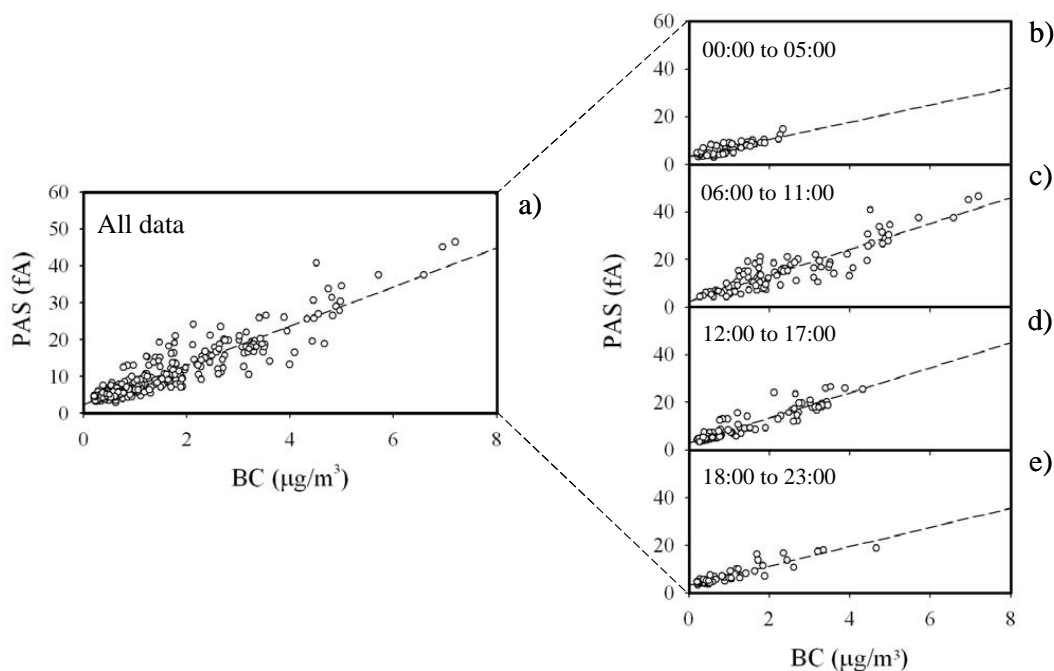 All data
a)
PAS (fA)
60
50
40
30
20
10
0
0 2 4 6 8
BC (μg/m³)
b)
00:00 to 05:00
60
40
20
0
c)
06:00 to 11:00
40
20
0
PAS (fA)
d)
12:00 to 17:00
40
20
0
e)
18:00 to 23:00
40
20
0
0 2 4 6 8
BC (μg/m³)